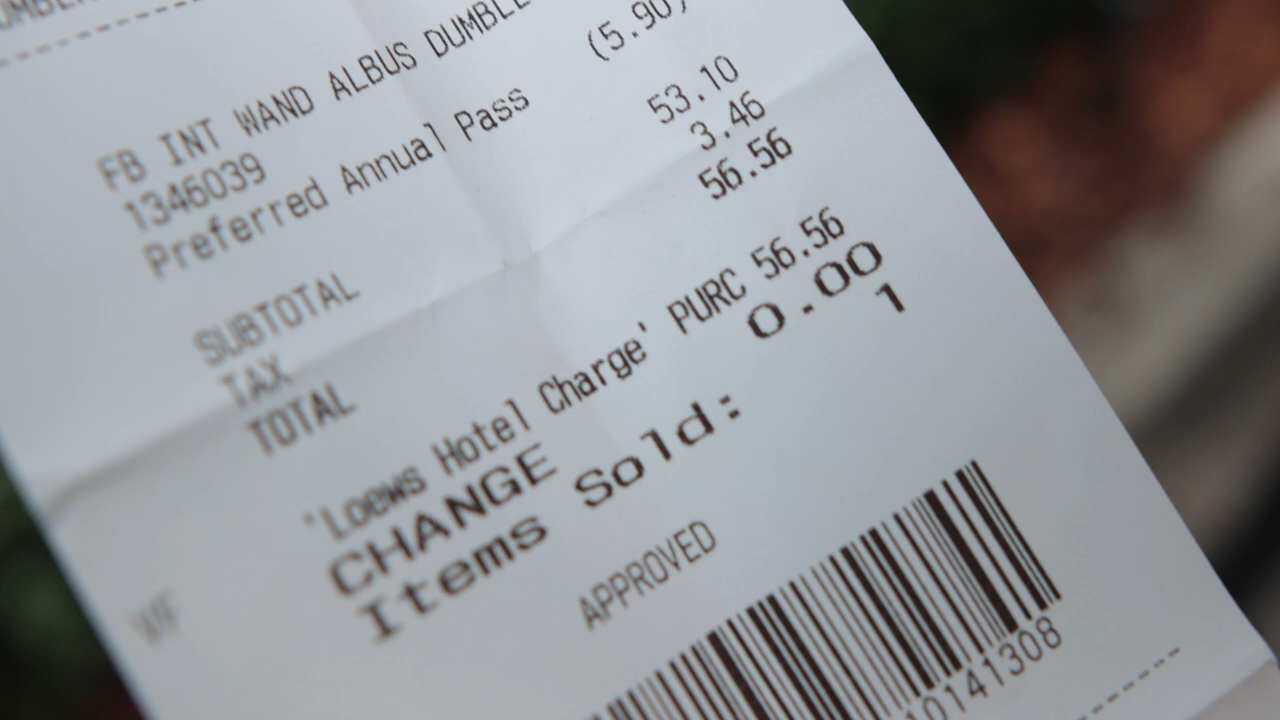 FB INT WAND ALBUS DUMBLE
1346039
Preferred Annual Pass (5.90)
SUBTOTAL 53.10
TAX 3.46
TOTAL 56.56
'Loews Hotel Charge' PURC 56.56
CHANGE 0.00
Items Sold: 1
VF
APPROVED
10141308